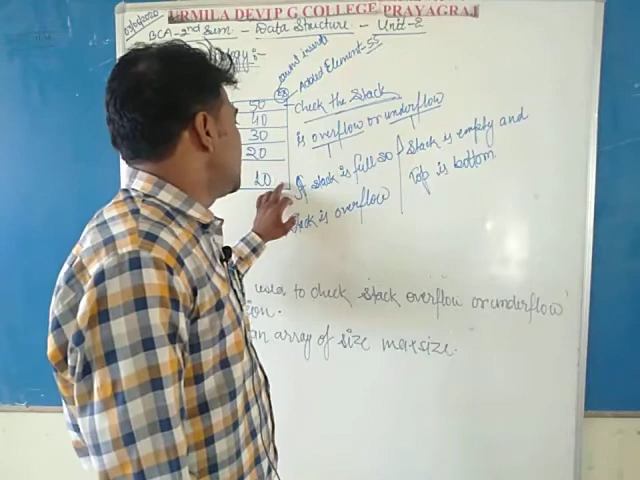 URMILA DEVI P G COLLEGE PRAYAGRAJ
BCA-2nd Sem. - Data Structure - Unit-2
Added Element-55
50
40
30
20
10
Check the Stack
is overflow or underflow
If stack is full so
Stack is overflow
Stack is empty and
Top is bottom.
to check stack overflow or underflow
an array of size maxsize.